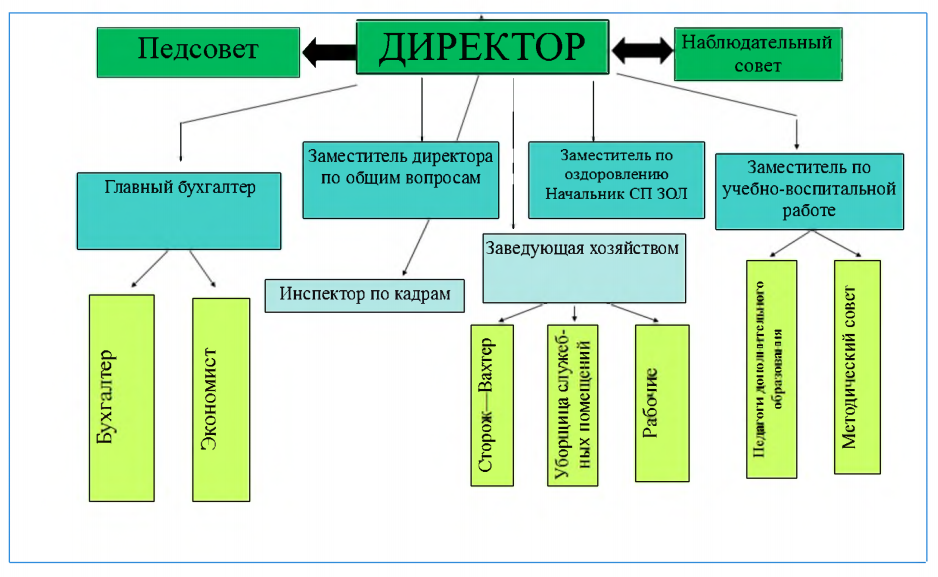 Педсовет
ДИРЕКТОР
Наблюдательный
совет
Главный бухгалтер
Заместитель директора
по общим вопросам
Заместитель по
оздоровлению
Начальник СП ЗОЛ
Заместитель по
учебно-воспитальной
работе
Инспектор по кадрам
Заведующая хозяйством
Бухгалтер
Экономист
Сторож—Вахтер
Уборщица служеб-
ных помещений
Рабочие
Педагоги дополнительного
образования
Методический совет